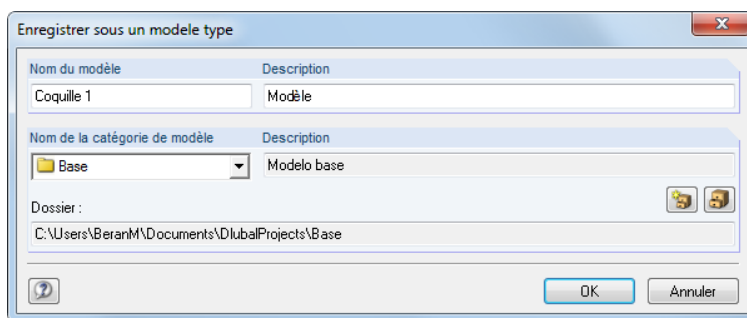 Enregistrer sous un modele type
Nom du modèle Description
Coquille 1 Modèle
Nom de la catégorie de modèle Description
Base Modelo base
Dossier :
C:\Users\BeranM\Documents\DlubalProjects\Base
OK Annuler